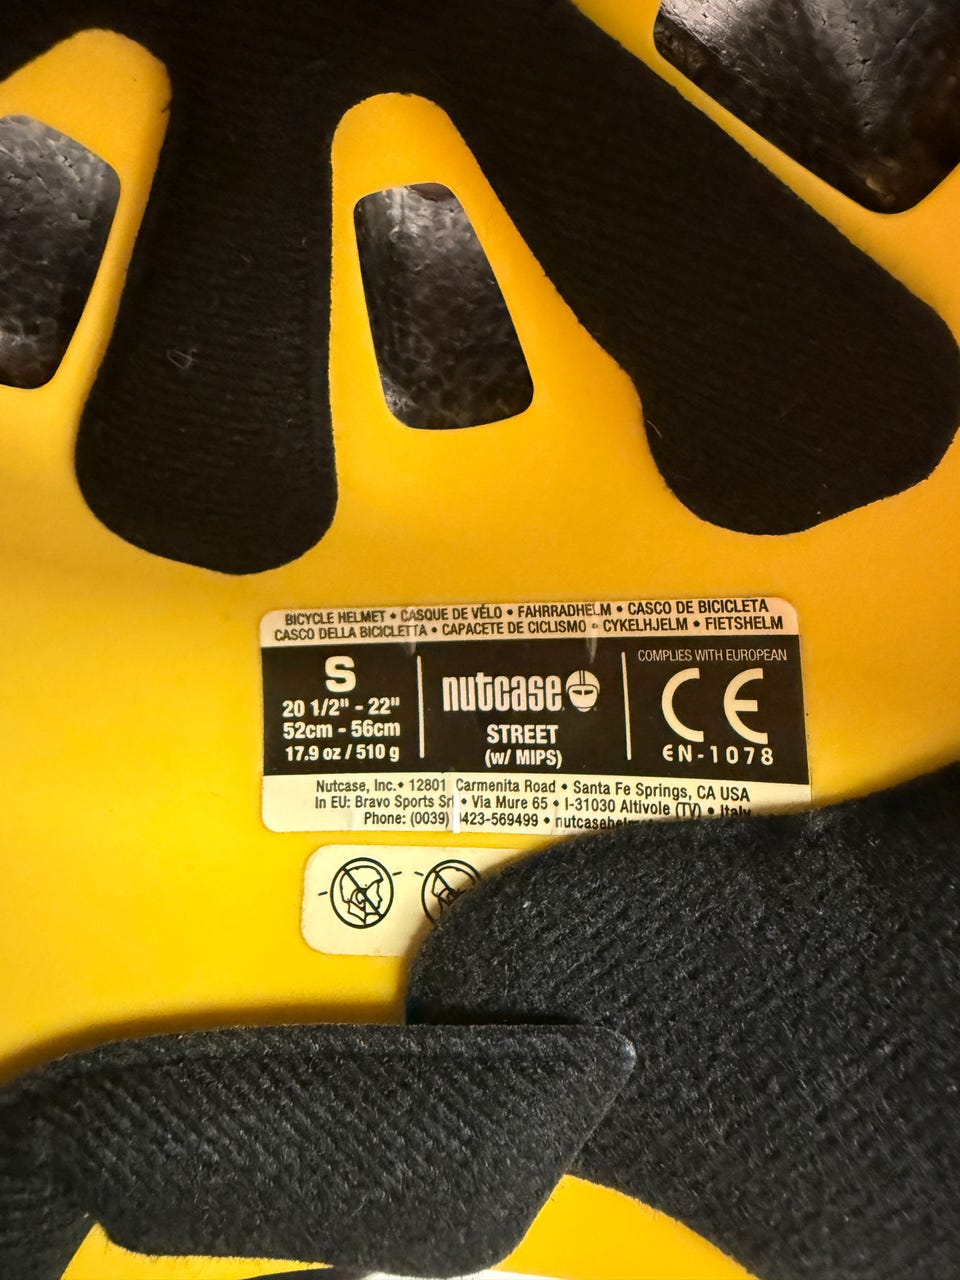 BICYCLE HELMET • CASQUE DE VÉLO • FAHRRADHELM • CASCO DE BICICLETA
CASCO DELLA BICICLETTA • CAPACETE DE CICLISMO • CYKELHJELM • FIETSHELM
S
20 1/2" - 22"
52cm - 56cm
17.9 oz / 510 g
nutcase
STREET
(w/ MIPS)
COMPLIES WITH EUROPEAN
CE
EN-1078
Nutcase, Inc. • 12801 Carmenita Road • Santa Fe Springs, CA USA
In EU: Bravo Sports Srl • Via Mure 65 • I-31030 Altivole (TV) • Italy
Phone: (0039) 0423-569499 •